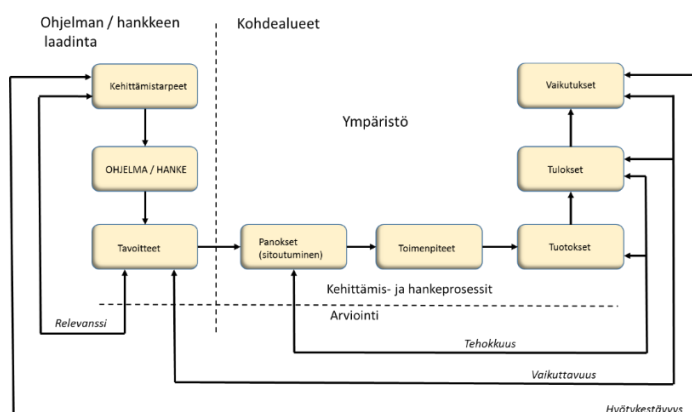 Ohjelman / hankkeen
laadinta
Kohdealueet
Kehittämistarpeet
Vaikutukset
Ympäristö
OHJELMA / HANKE
Tulokset
Tavoitteet
Panokset
(sitoutuminen)
Toimenpiteet
Tuotokset
Kehittämis- ja hankeprosessit
Arviointi
Relevanssi
Tehokkuus
Vaikuttavuus
Hyötykestävyys